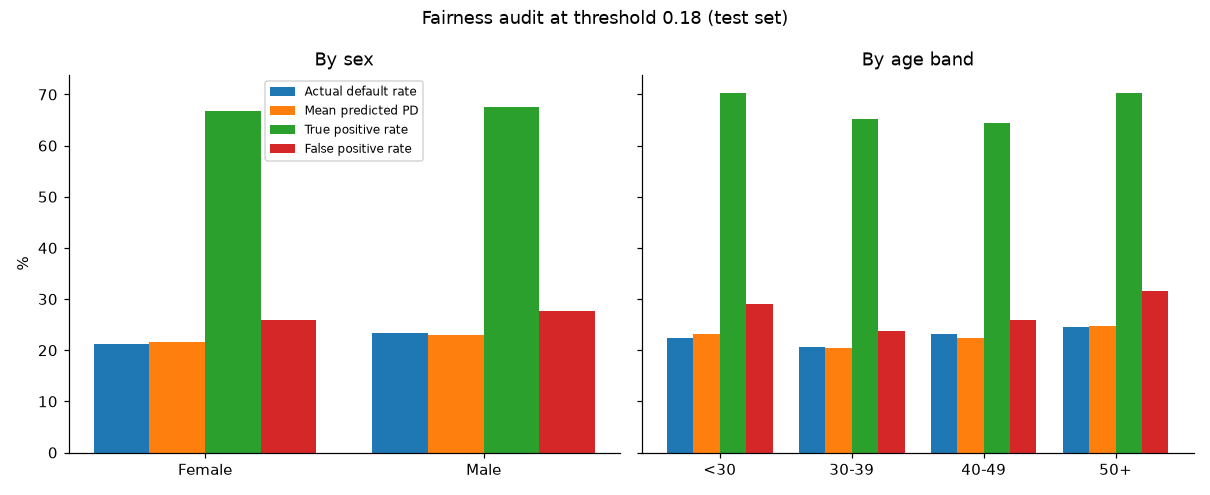 Fairness audit at threshold 0.18 (test set)
By sex
Actual default rate
Mean predicted PD
True positive rate
False positive rate
%
70
60
50
40
30
20
10
0
Female Male
By age band
<30 30-39 40-49 50+